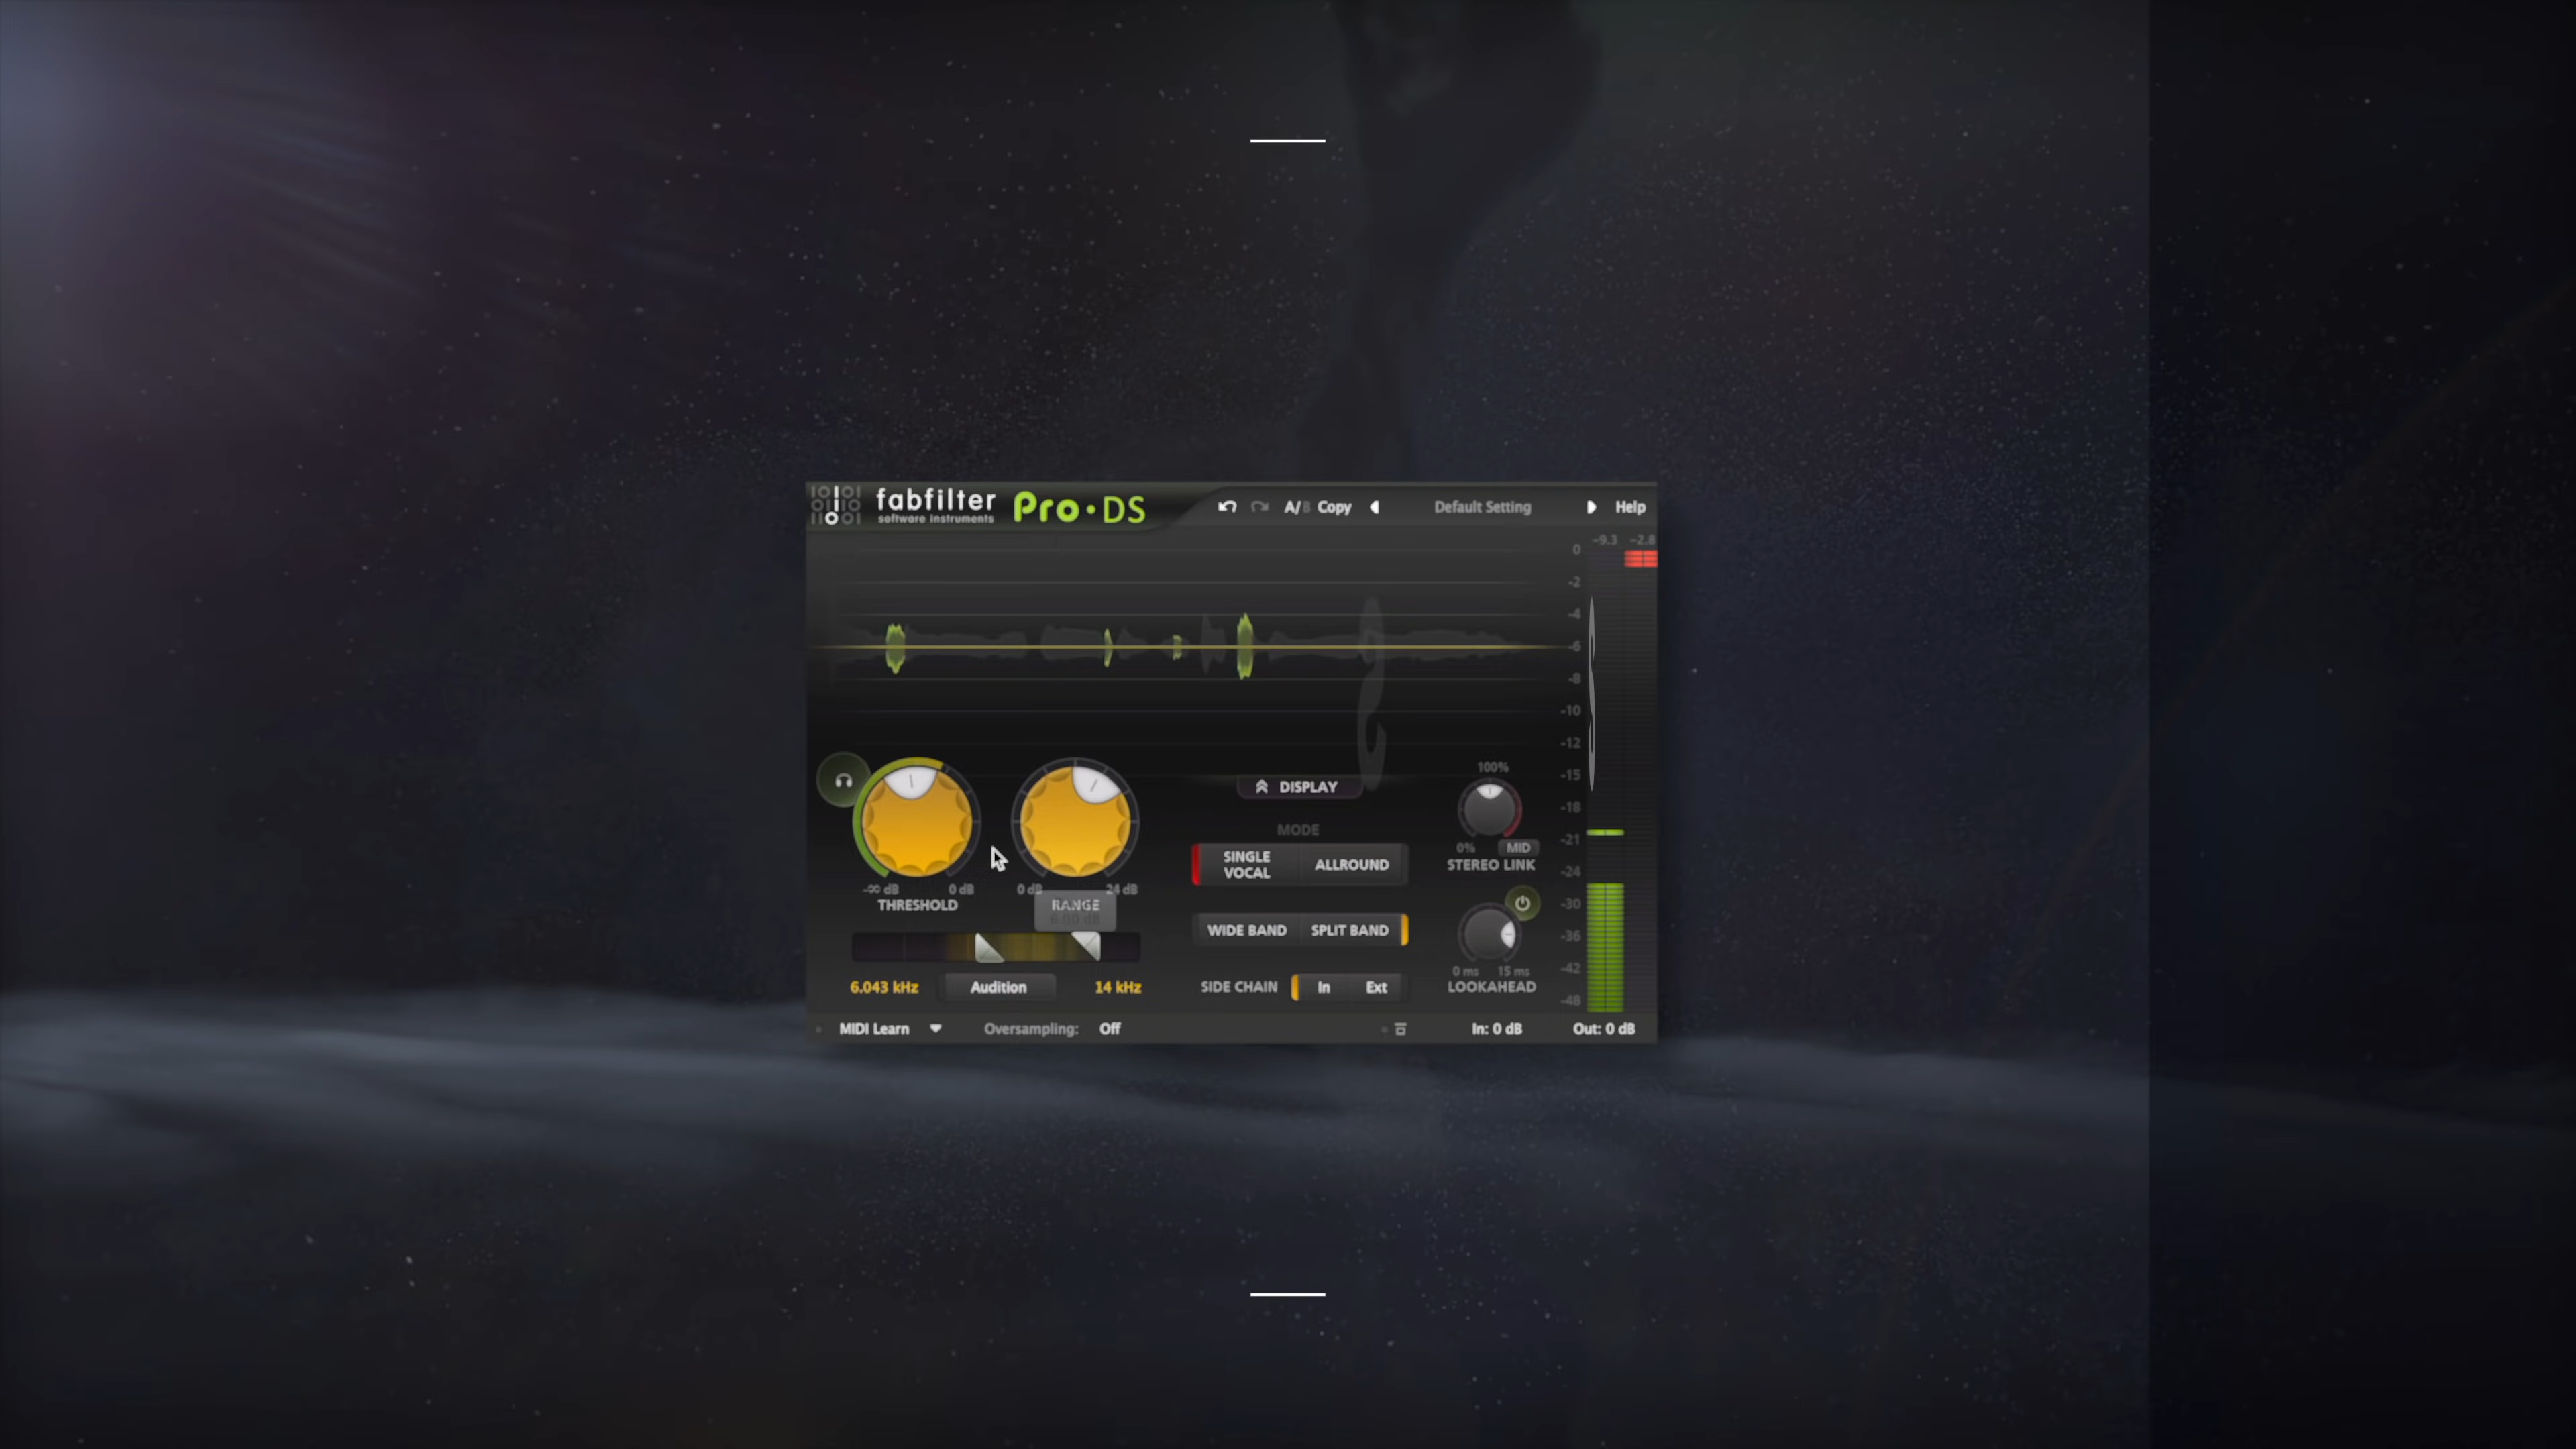 fabfilter
software instruments
Pro·DS
A/B Copy
Default Setting
Help
-9.3 -2.8
0
-2
-4
-6
-8
-10
-12
-15
-18
-21
-24
-30
-36
-42
-48
DISPLAY
100%
MODE
SINGLE VOCAL
ALLROUND
0% MID
STEREO LINK
-∞ dB 0 dB
THRESHOLD
0 dB 24 dB
RANGE
WIDE BAND SPLIT BAND
0 ms 15 ms
LOOKAHEAD
6.043 kHz Audition 14 kHz
SIDE CHAIN In Ext
MIDI Learn
Oversampling: Off
In: 0 dB
Out: 0 dB